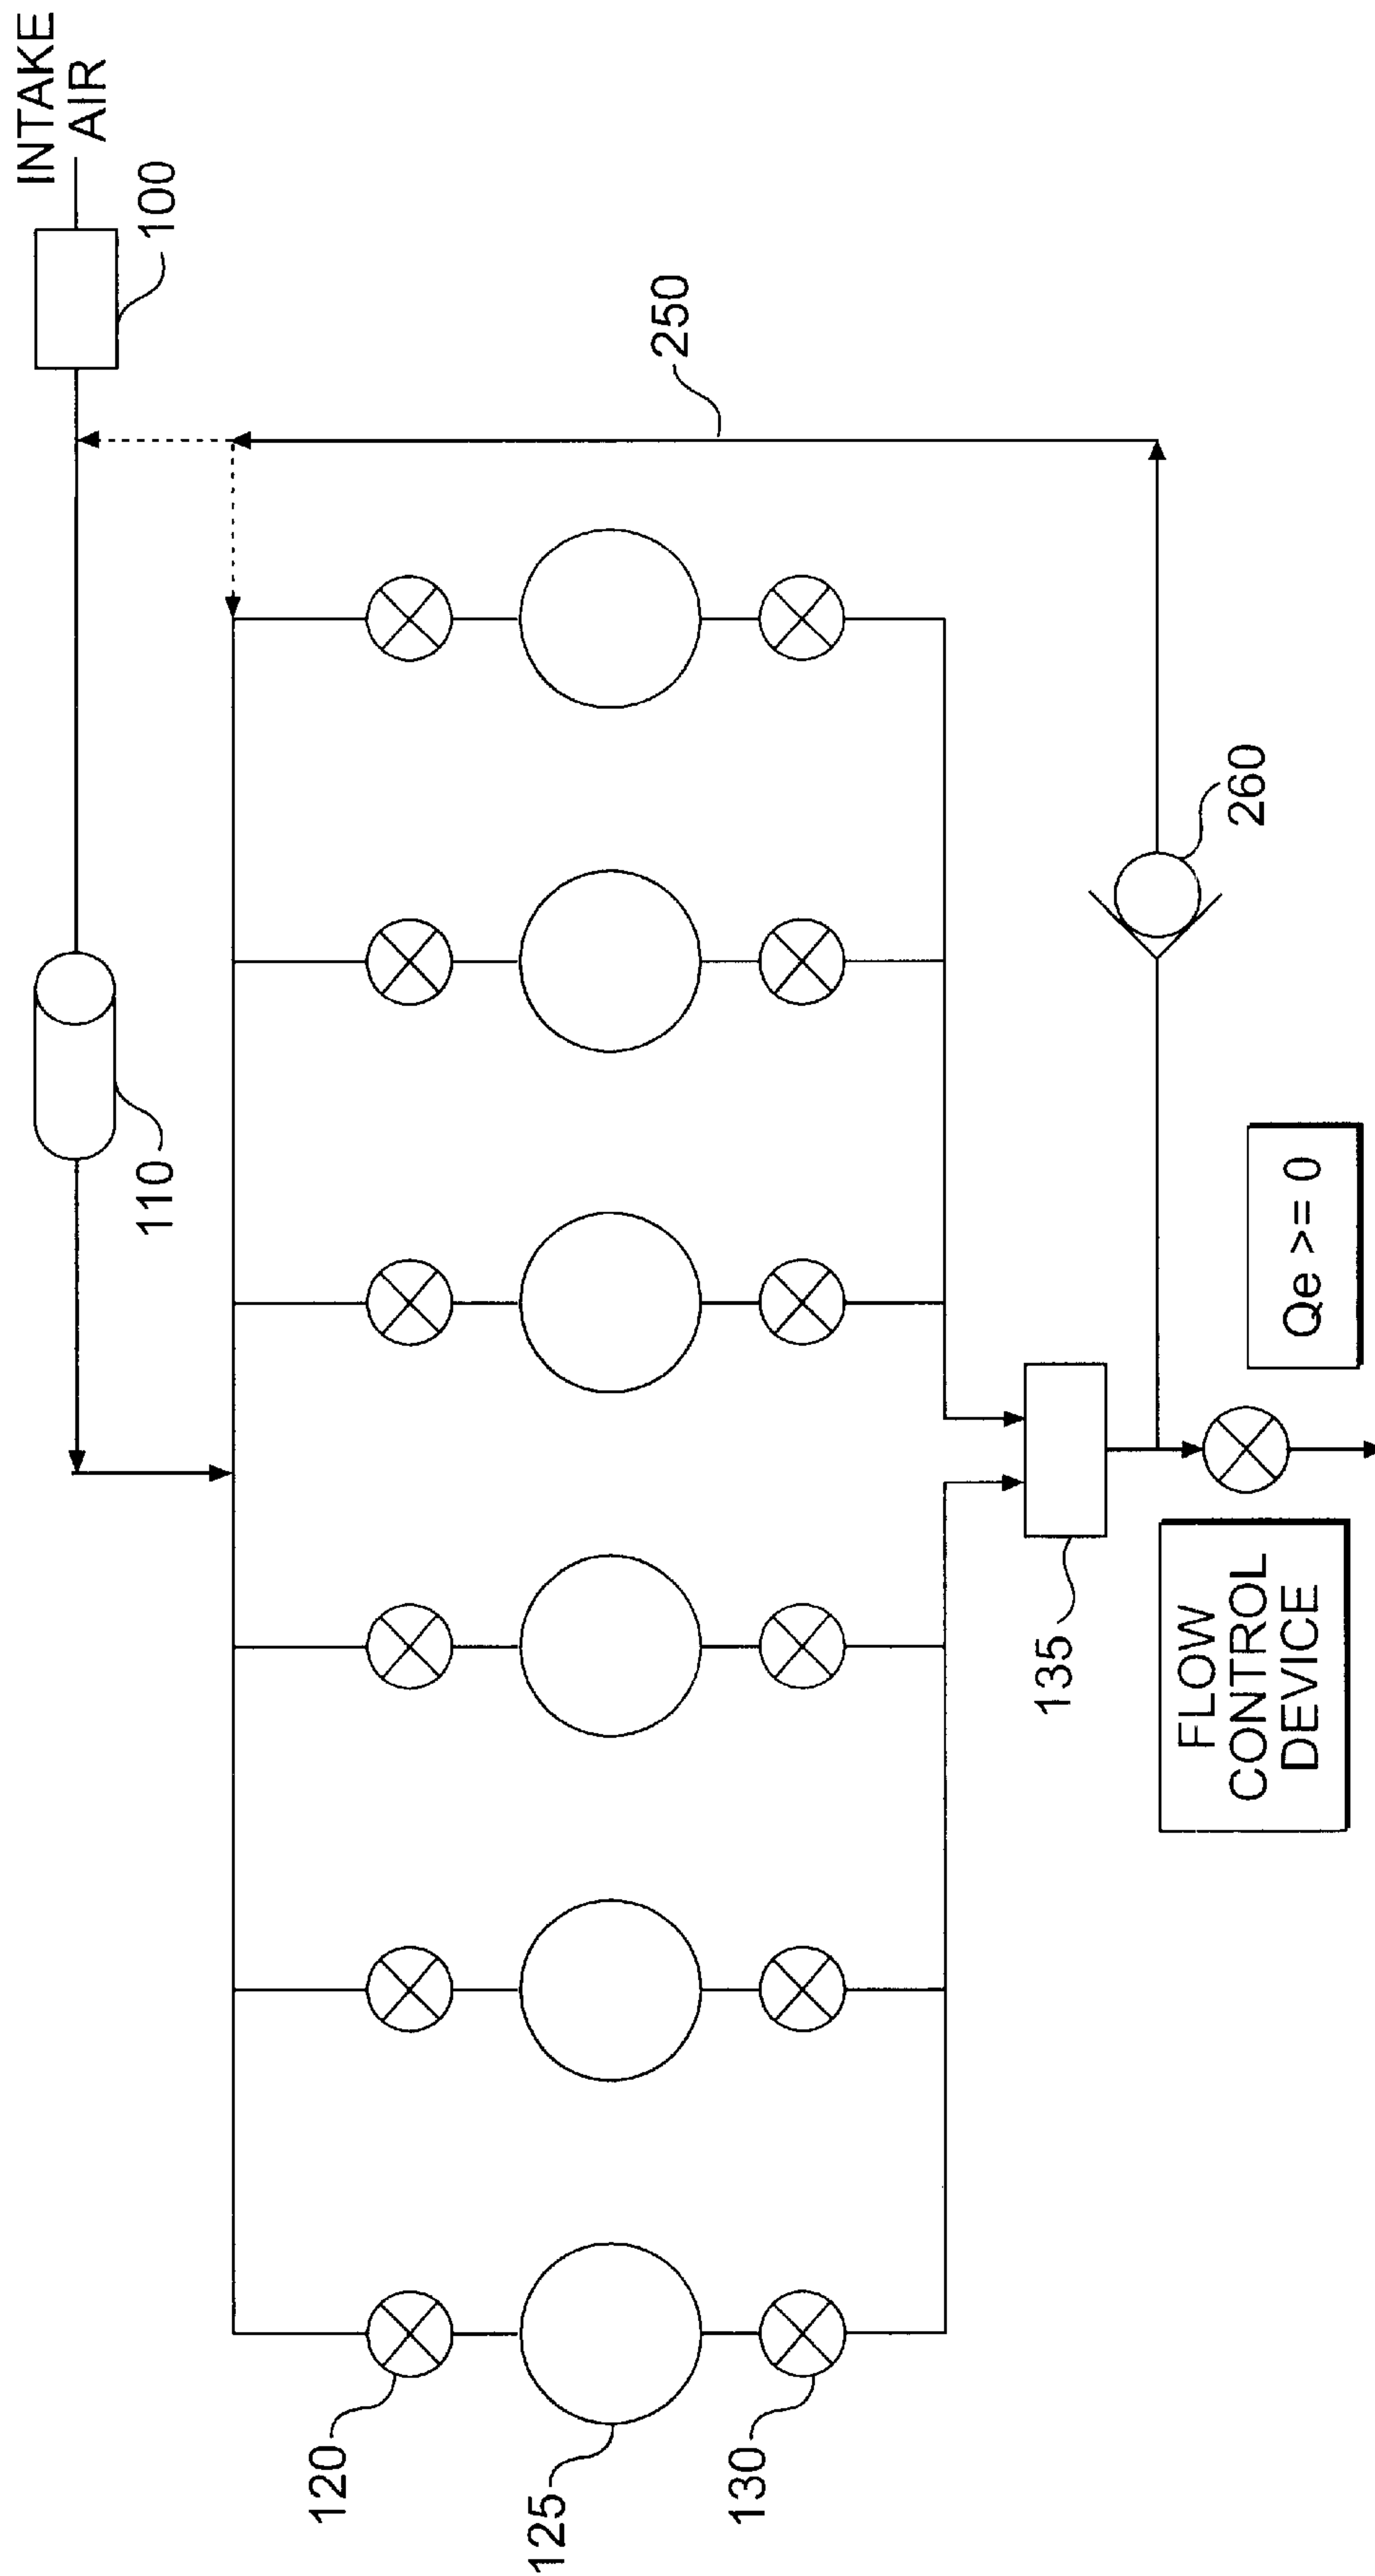 INTAKE
AIR
100
110
250
120
125
130
260
135
Qe >= 0
FLOW
CONTROL
DEVICE